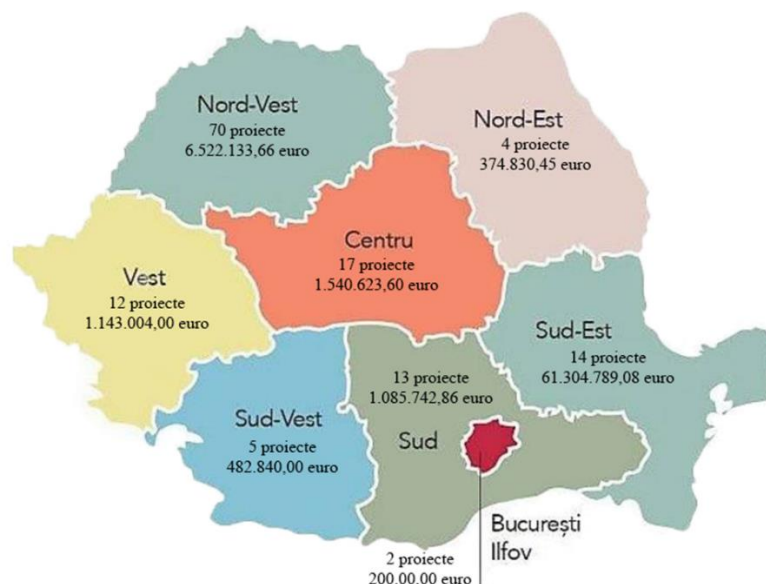 Nord-Vest
70 proiecte
6.522.133,66 euro
Nord-Est
4 proiecte
374.830,45 euro
Centru
17 proiecte
1.540.623,60 euro
Vest
12 proiecte
1.143.004,00 euro
Sud-Est
14 proiecte
61.304.789,08 euro
13 proiecte
1.085.742,86 euro
Sud
Sud-Vest
5 proiecte
482.840,00 euro
București
Ilfov
2 proiecte
200.00,00 euro